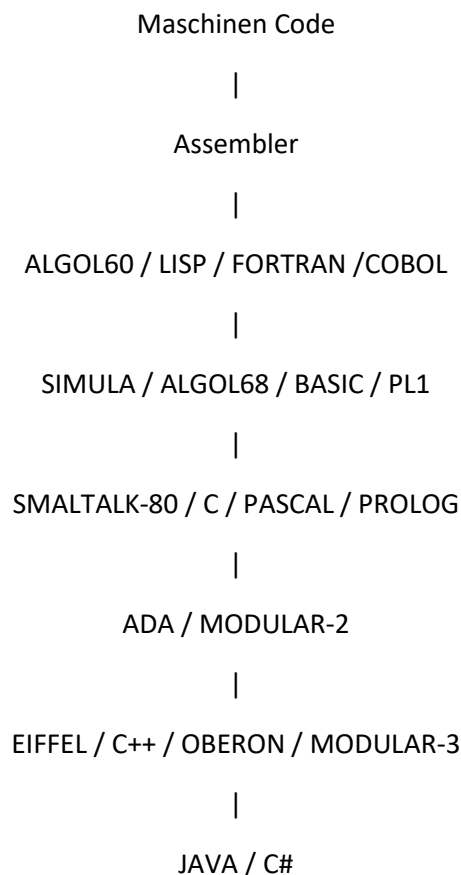 Maschinen Code
|
Assembler
|
ALGOL60 / LISP / FORTRAN /COBOL
|
SIMULA / ALGOL68 / BASIC / PL1
|
SMALTALK-80 / C / PASCAL / PROLOG
|
ADA / MODULAR-2
|
EIFFEL / C++ / OBERON / MODULAR-3
|
JAVA / C#